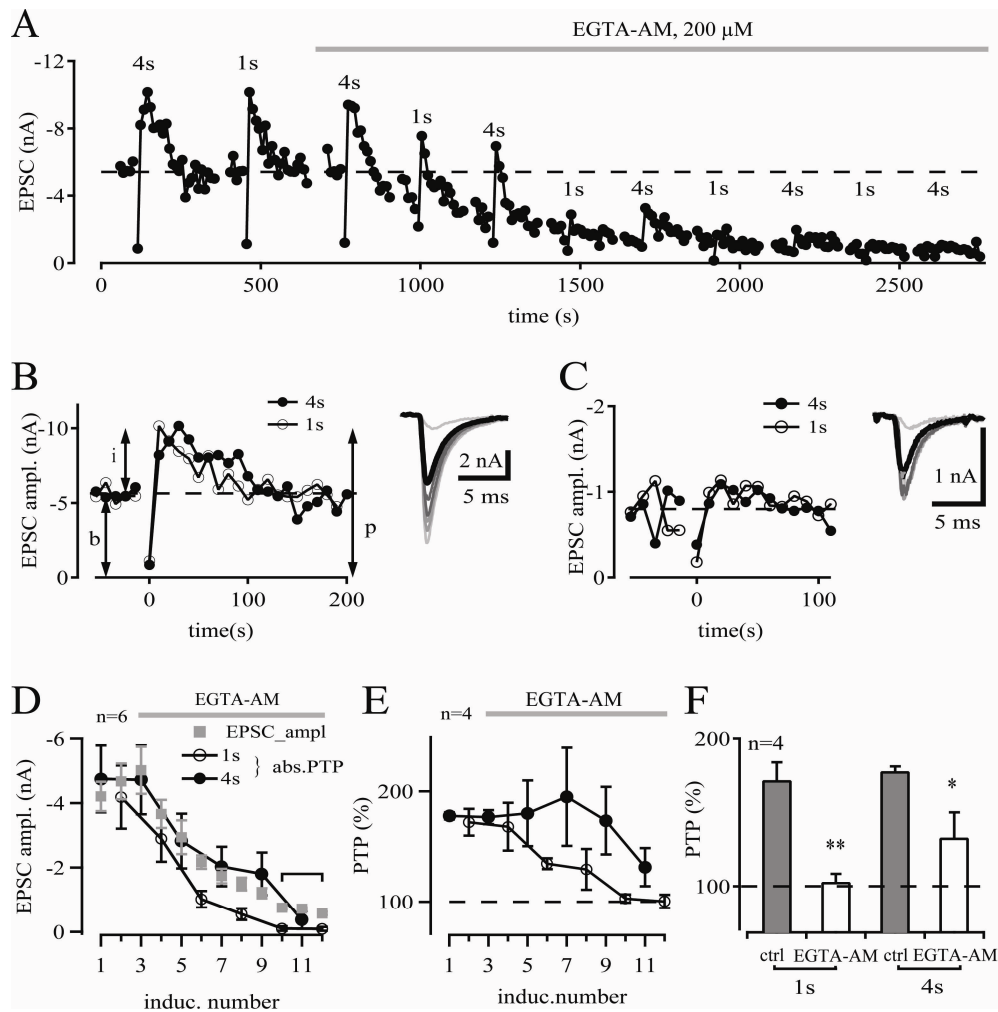 A
EGTA-AM, 200 µM
-12
-8
-4
0
EPSC (nA)
4s
1s
4s
1s
4s
1s
4s
1s
4s
1s
4s
0
500
1000
1500
2000
2500
time (s)
B
EPSC ampl. (nA)
-10
-5
0
i
b
p
4s
1s
0
100
200
time(s)
2 nA
5 ms
C
EPSC ampl. (nA)
-2
-1
0
4s
1s
0
100
time(s)
1 nA
5 ms
D
EGTA-AM
n=6
EPSC_ampl
1s
4s
} abs.PTP
EPSC ampl. (nA)
-6
-4
-2
0
1
3
5
7
9
11
induc. number
E
EGTA-AM
n=4
PTP (%)
200
100
1
3
5
7
9
11
induc.number
F
n=4
PTP (%)
200
100
**
*
ctrl EGTA-AM ctrl EGTA-AM
1s
4s